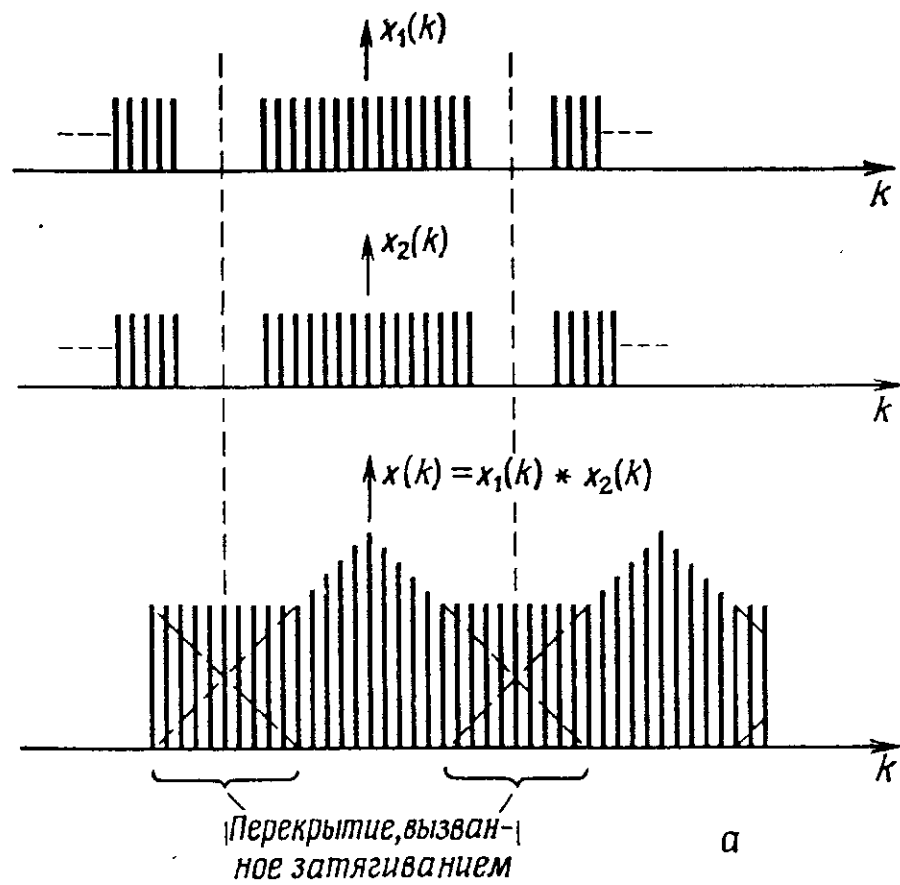 x₁(k)
k
x₂(k)
k
x(k) = x₁(k) * x₂(k)
k
Перекрытие, вызван-
ное затягиванием
а